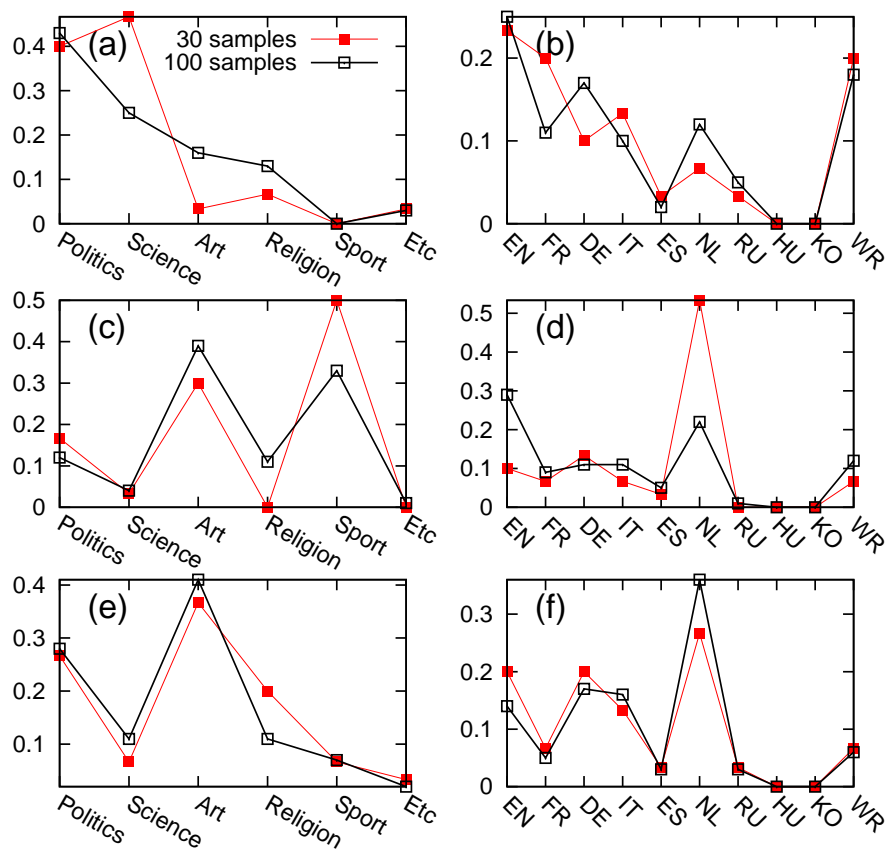 (a)
30 samples
100 samples
0.4
0.3
0.2
0.1
0
Politics Science Art Religion Sport Etc
(b)
0.2
0.1
0
EN FR DE IT ES NL RU HU KO WR
(c)
0.5
0.4
0.3
0.2
0.1
0
Politics Science Art Religion Sport Etc
(d)
0.5
0.4
0.3
0.2
0.1
0
EN FR DE IT ES NL RU HU KO WR
(e)
0.4
0.3
0.2
0.1
Politics Science Art Religion Sport Etc
(f)
0.3
0.2
0.1
0
EN FR DE IT ES NL RU HU KO WR